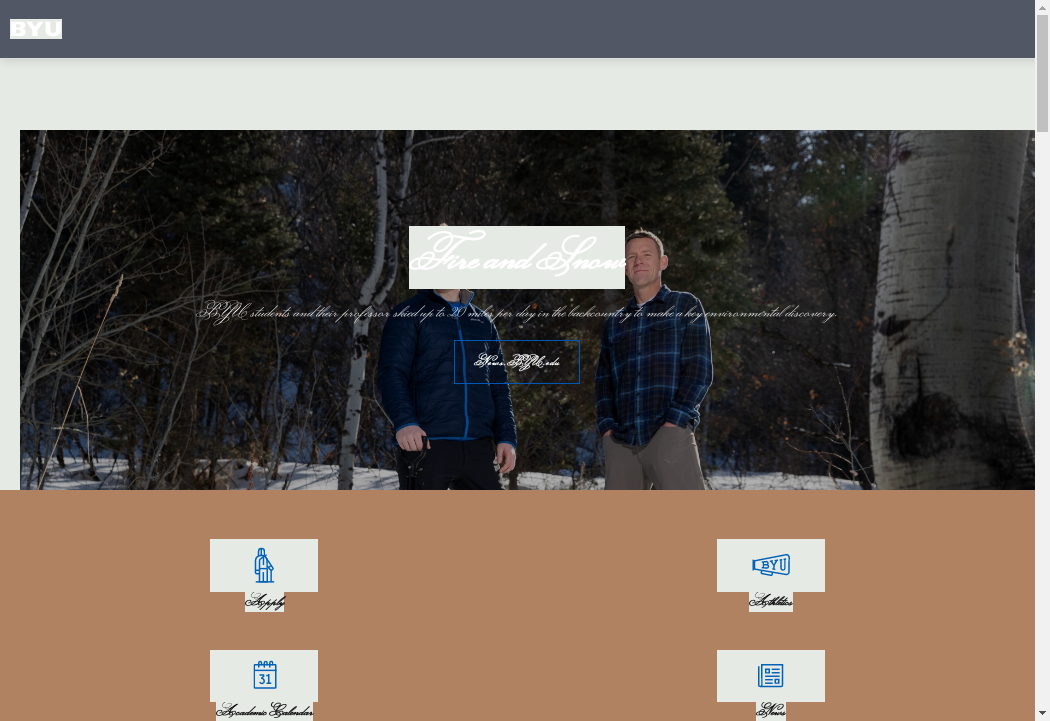 BYU
Fire and Snow
BYU students and their professor skied up to 20 miles per day in the backcountry to make a key environmental discovery.
News.BYU.edu
BYU
Apply
Athletics
31
Academic Calendar
News